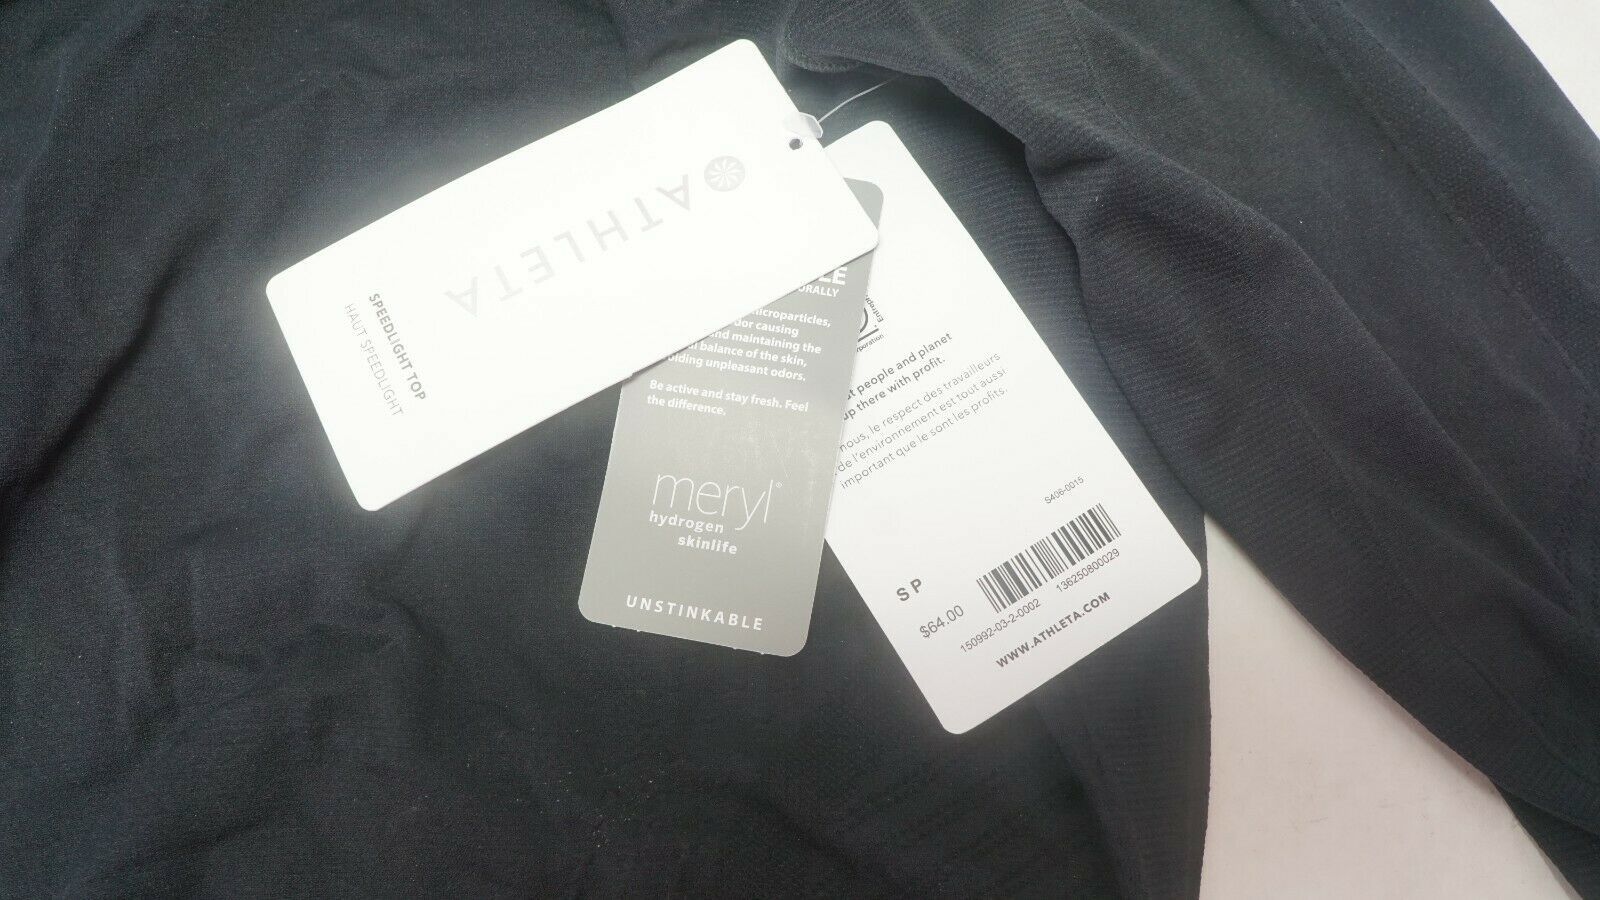 ATHLETA
SPEEDLIGHT TOP
HAUT SPEEDLIGHT
microparticles,
causing
and maintaining the
balance of the skin,
unpleasant odors.
Be active and stay fresh. Feel
the difference.
meryl®
hydrogen
skinlife
UNSTINKABLE
people and planet
up there with profit.
nous, le respect des travailleurs
de l'environnement est tout aussi
important que le sont les profits.
S406-0015
S P
$64.00
150992-03-2-0002 136250800029
WWW.ATHLETA.COM